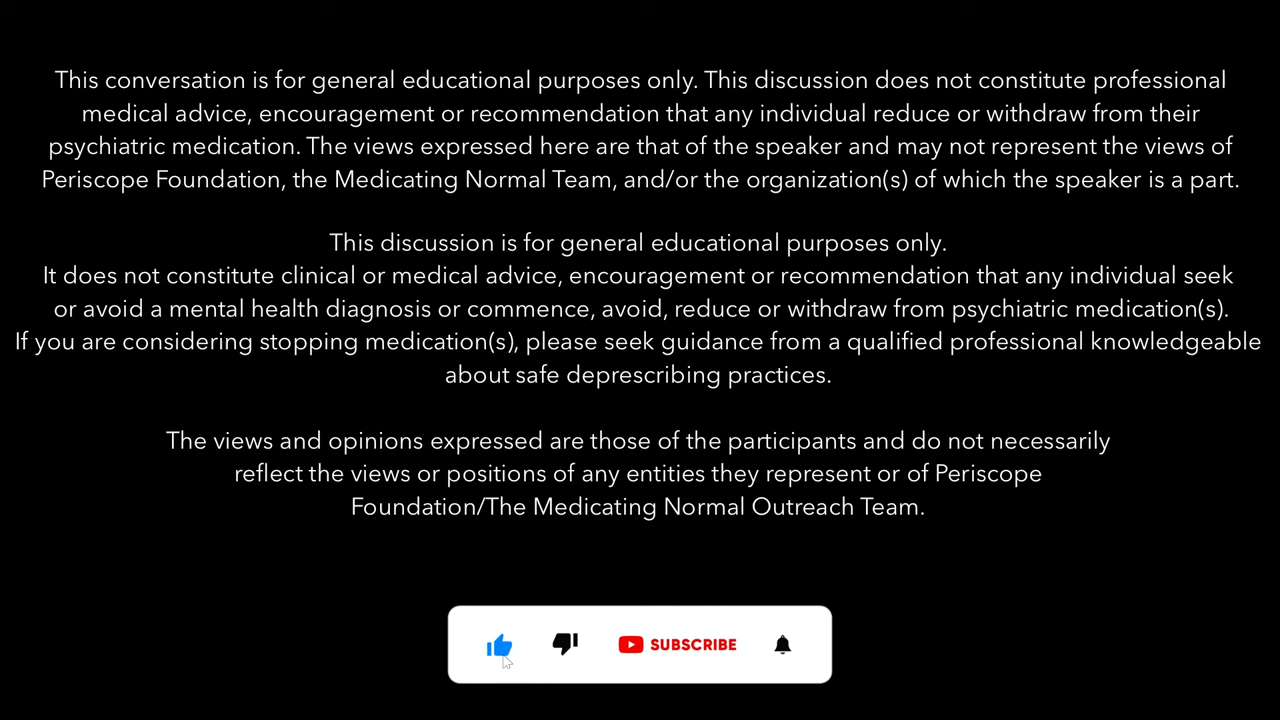 This conversation is for general educational purposes only. This discussion does not constitute professional
medical advice, encouragement or recommendation that any individual reduce or withdraw from their
psychiatric medication. The views expressed here are that of the speaker and may not represent the views of
Periscope Foundation, the Medicating Normal Team, and/or the organization(s) of which the speaker is a part.
This discussion is for general educational purposes only.
It does not constitute clinical or medical advice, encouragement or recommendation that any individual seek
or avoid a mental health diagnosis or commence, avoid, reduce or withdraw from psychiatric medication(s).
If you are considering stopping medication(s), please seek guidance from a qualified professional knowledgeable
about safe deprescribing practices.
The views and opinions expressed are those of the participants and do not necessarily
reflect the views or positions of any entities they represent or of Periscope
Foundation/The Medicating Normal Outreach Team.
SUBSCRIBE